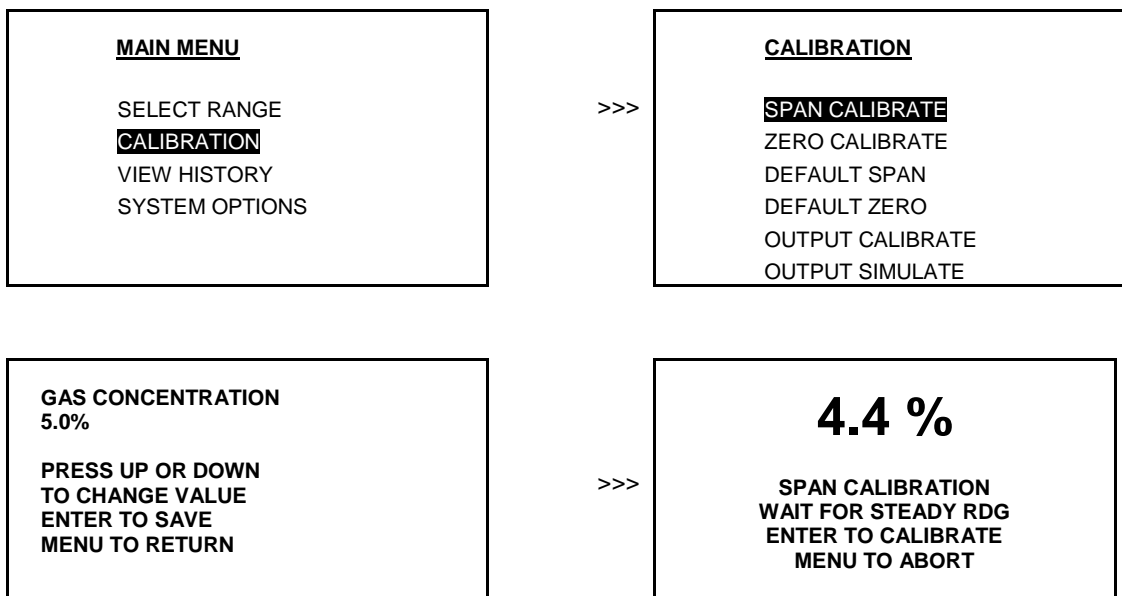 MAIN MENU
SELECT RANGE
CALIBRATION
VIEW HISTORY
SYSTEM OPTIONS
>>>
CALIBRATION
SPAN CALIBRATE
ZERO CALIBRATE
DEFAULT SPAN
DEFAULT ZERO
OUTPUT CALIBRATE
OUTPUT SIMULATE
GAS CONCENTRATION
5.0%
PRESS UP OR DOWN
TO CHANGE VALUE
ENTER TO SAVE
MENU TO RETURN
>>>
4.4 %
SPAN CALIBRATION
WAIT FOR STEADY RDG
ENTER TO CALIBRATE
MENU TO ABORT